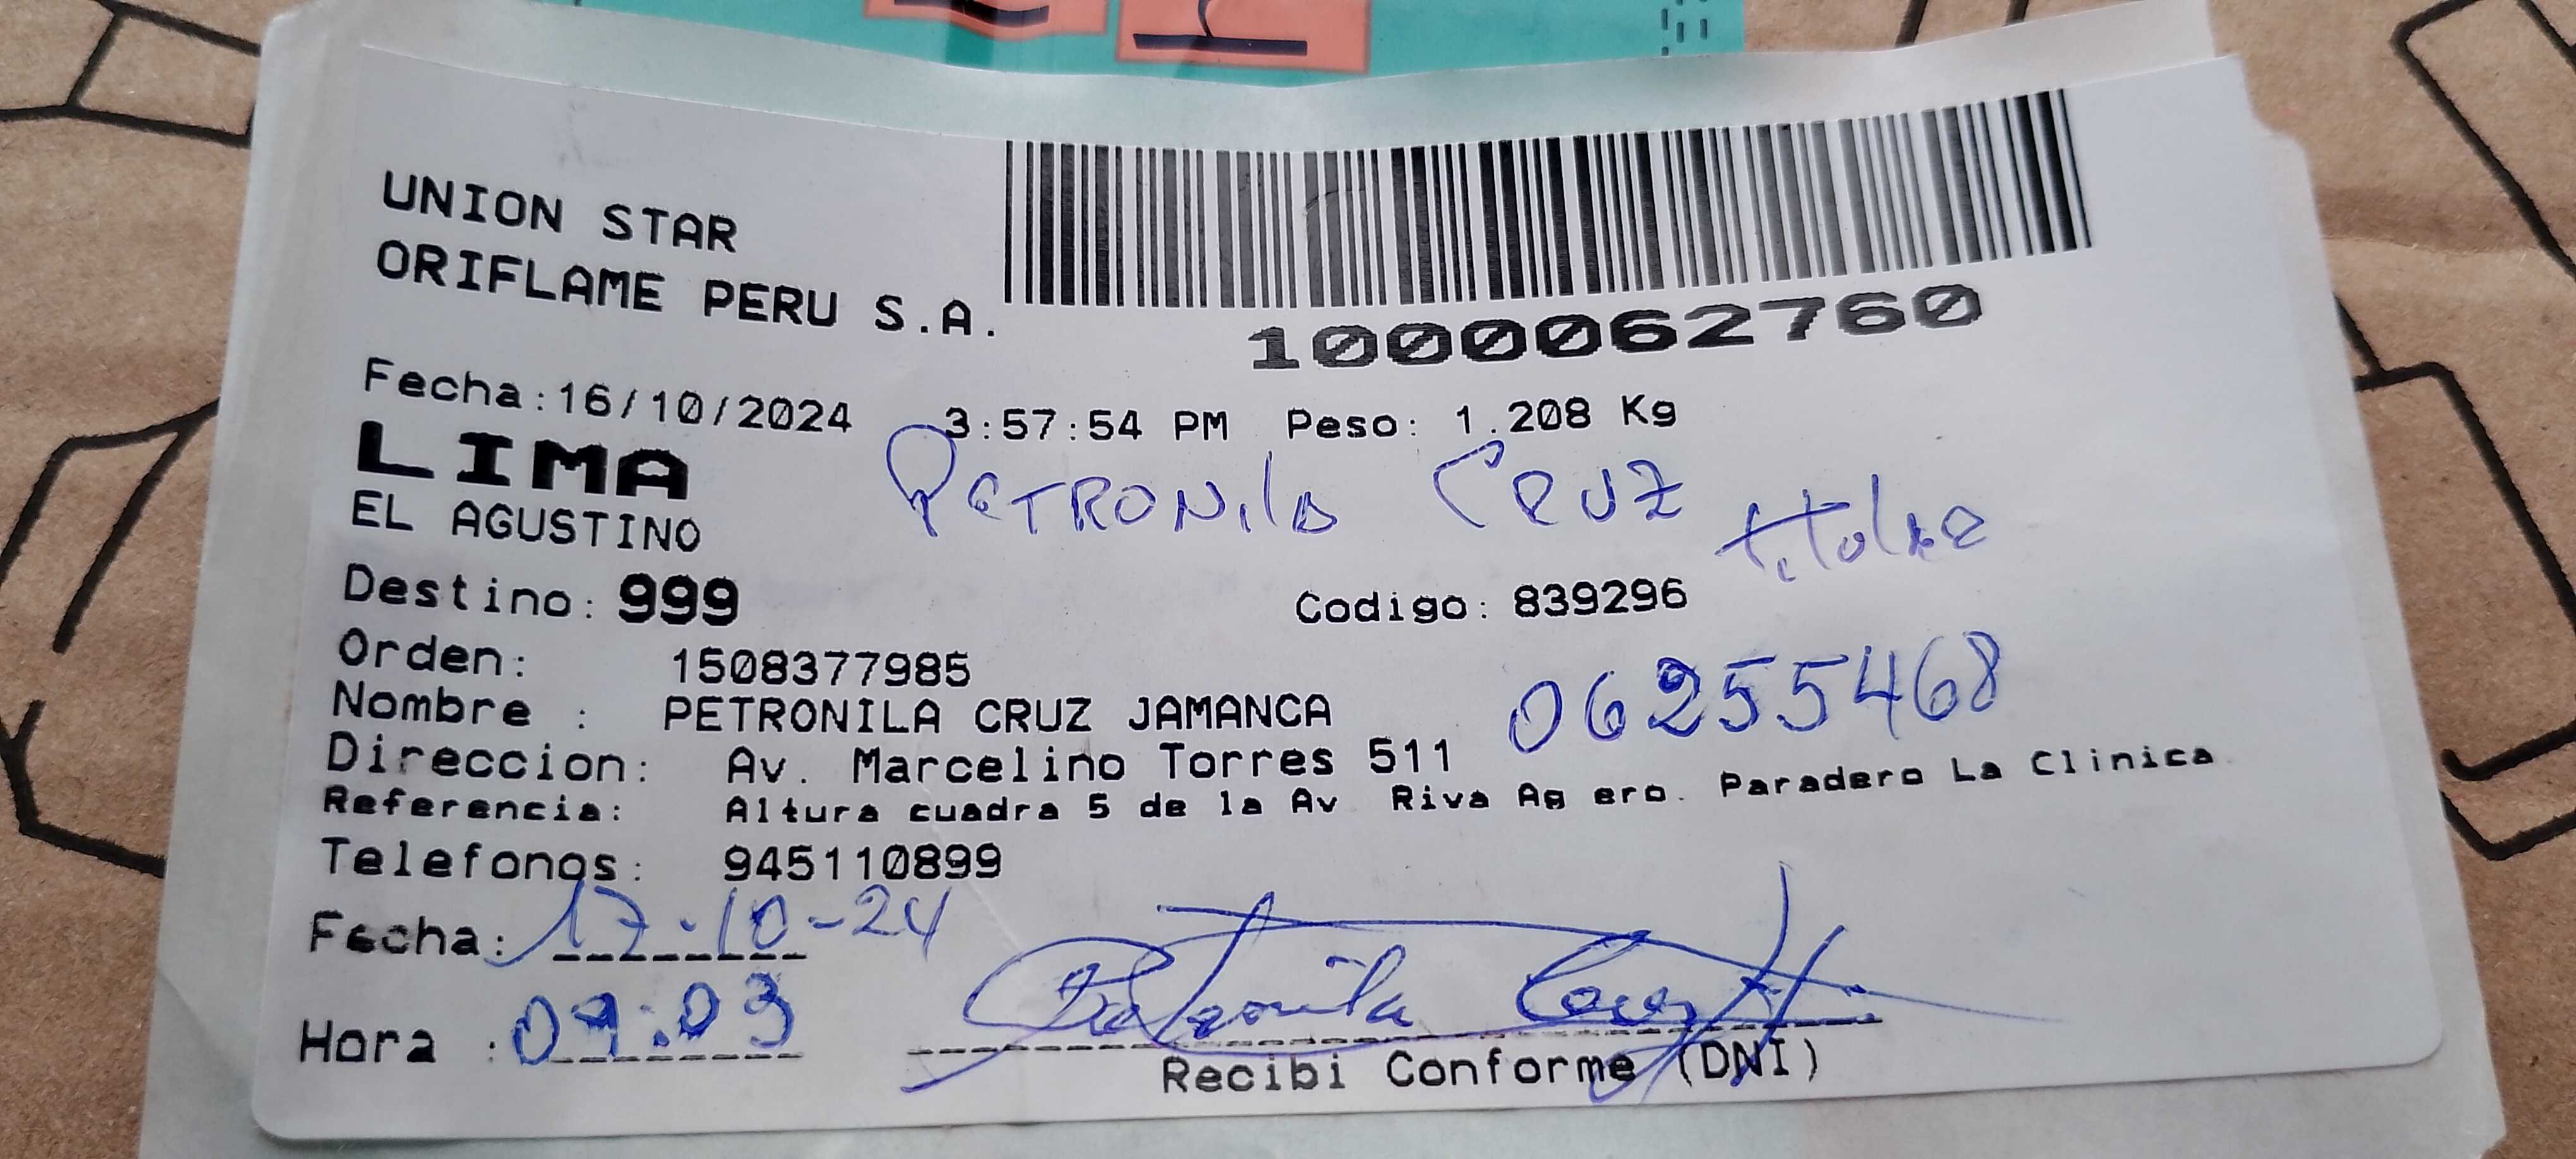 UNION STAR
ORIFLAME PERU S.A.
1000062760
Fecha:16/10/2024 3:57:54 PM Peso: 1.208 Kg
LIMA
PETRONILA CRUZ titular
EL AGUSTINO
Destino: 999 Codigo: 839296
Orden: 1508377985
Nombre : PETRONILA CRUZ JAMANCA
06255468
Direccion: Av. Marcelino Torres 511
Referencia: Altura cuadra 5 de la Av Riva Ag ero. Paradero La Clinica
Telefonos: 945110899
Fecha: 17-10-24
Hora : 09:03
Petronila Cruz
Recibi Conforme (DNI)